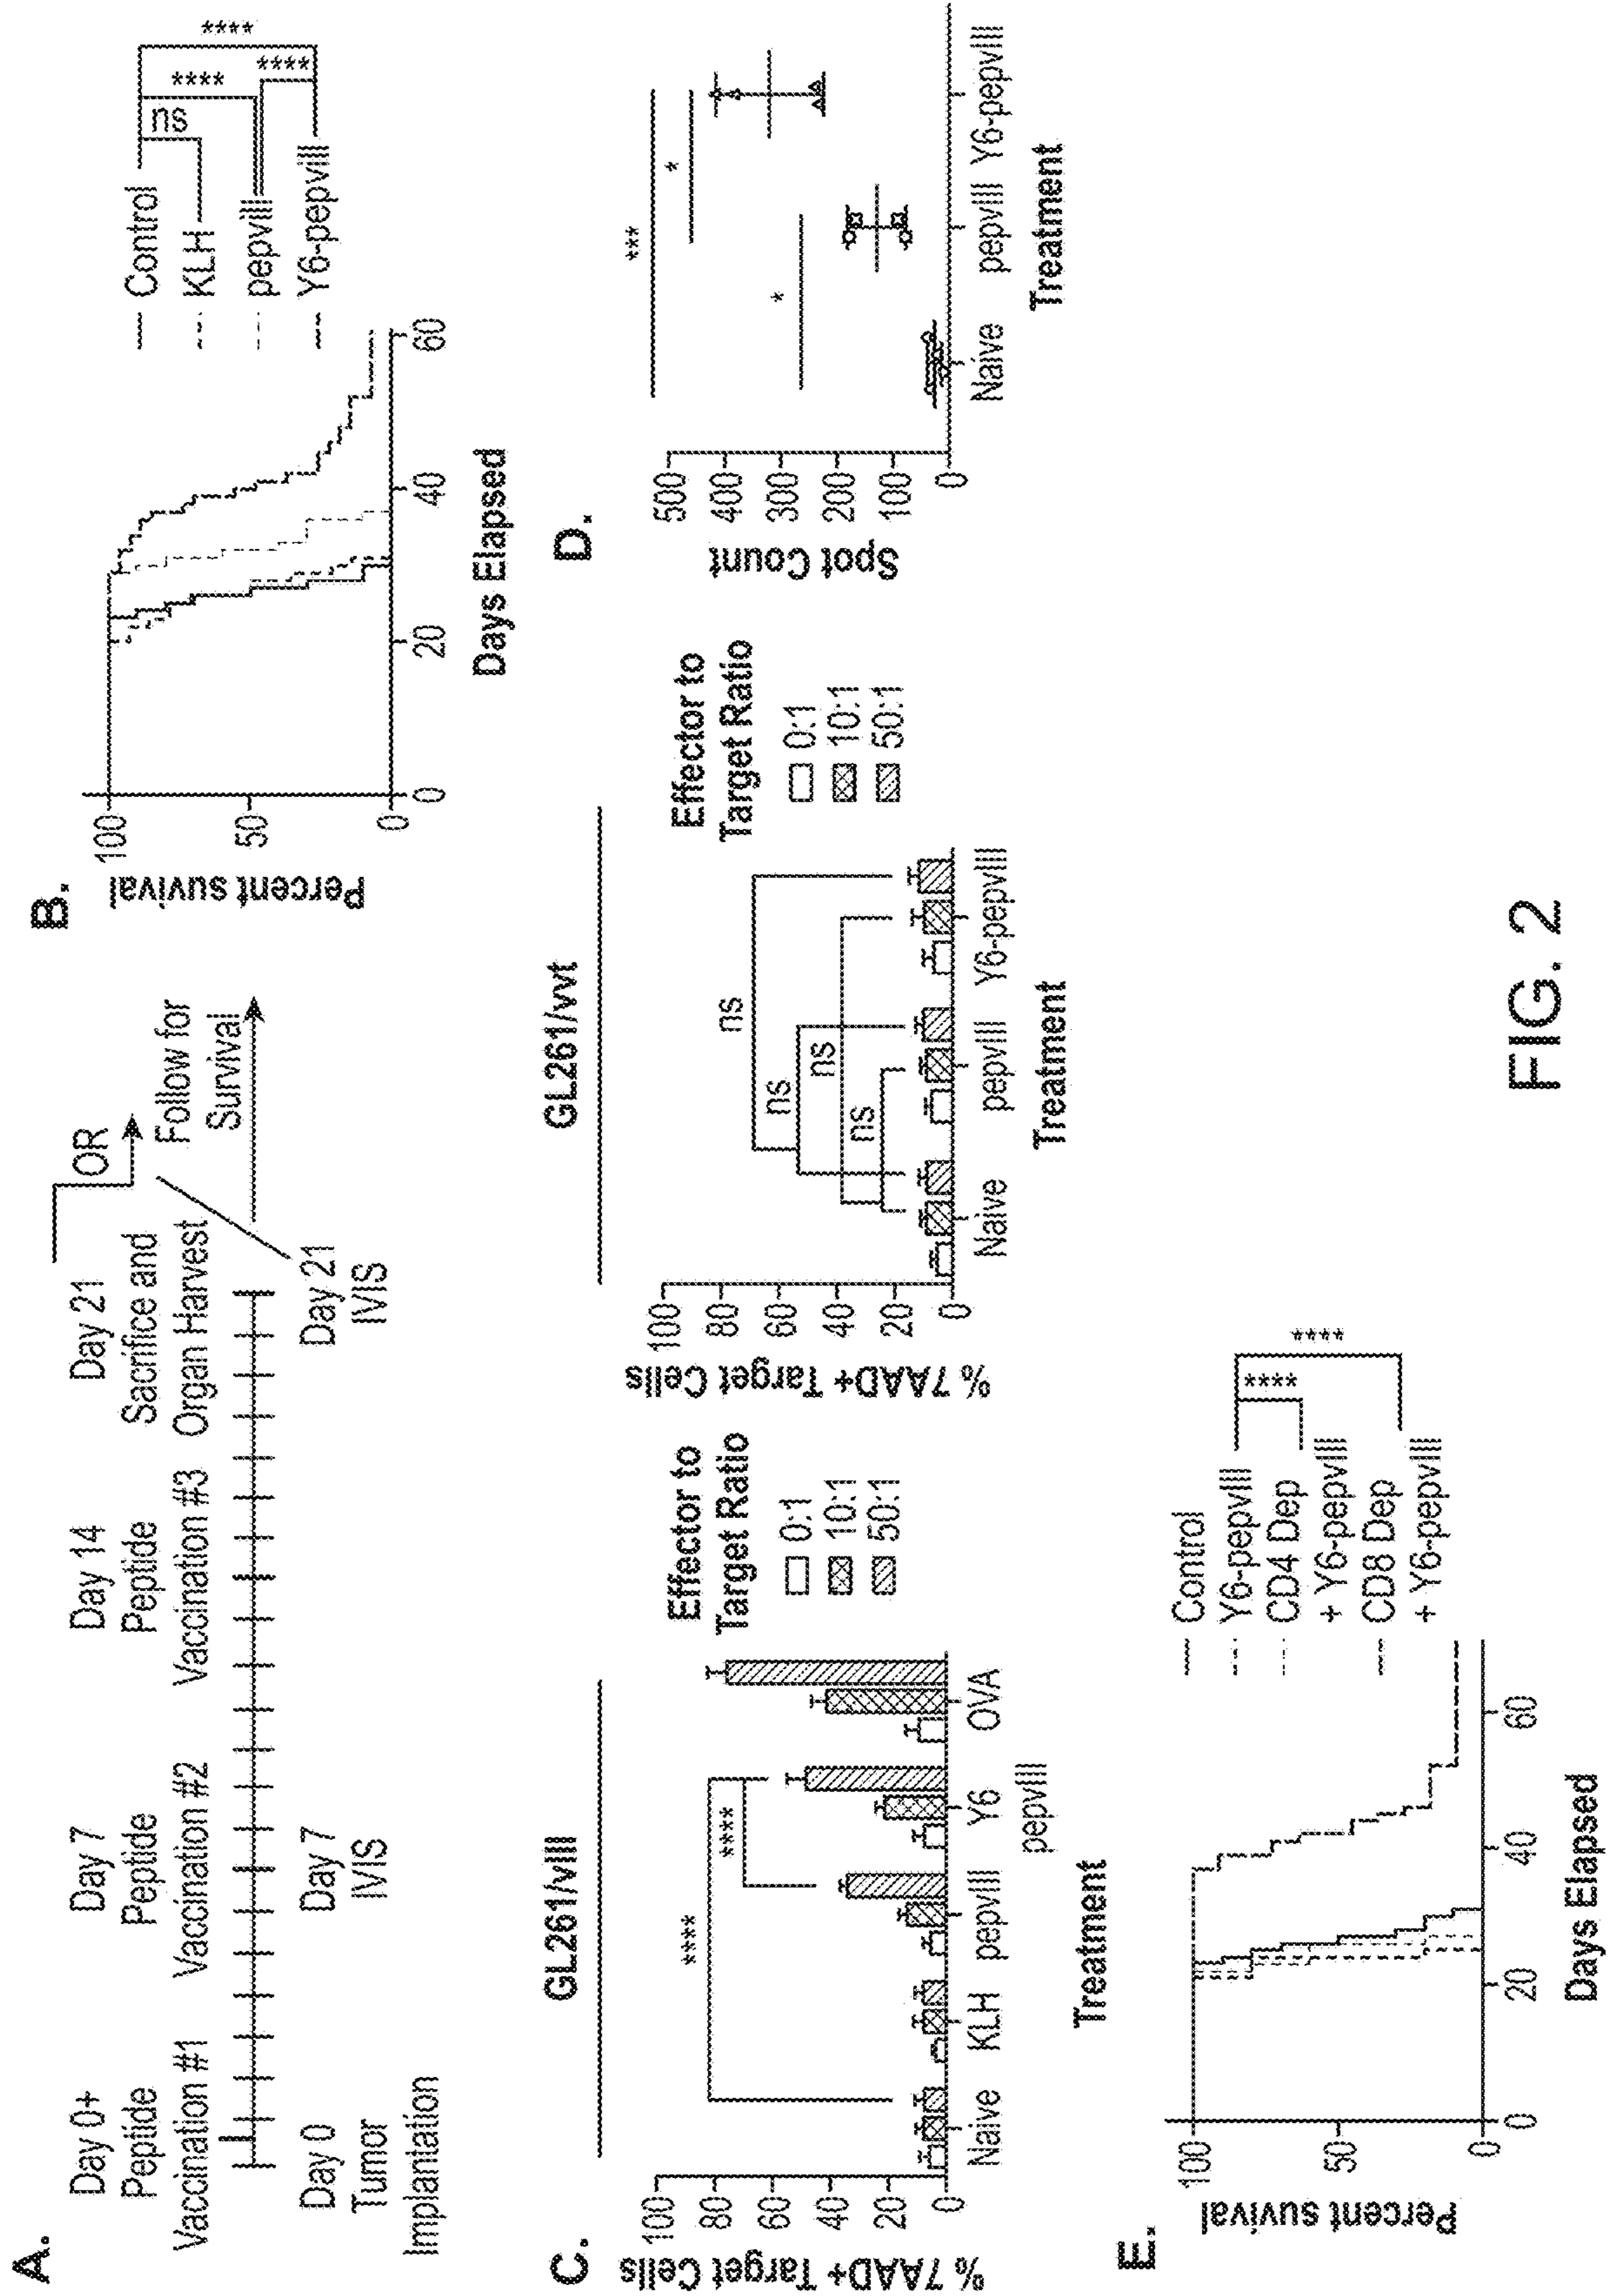 A.
Day 0+
Peptide
Vaccination #1
Day 7
Peptide
Vaccination #2
Day 14
Peptide
Vaccination #3
Day 21
Sacrifice and
Organ Harvest
OR
Follow for
Survival
Day 0
Tumor
Implantation
Day 7
IVIS
Day 21
IVIS
B.
Percent suvival
100
50
0
0
20
40
60
Days Elapsed
Control
KLH
pepvIII
Y6-pepvIII
ns
****
****
****
C.
GL261/vIII
% 7AAD+ Target Cells
100
80
60
40
20
0
****
****
Naive
KLH
pepvIII
Y6
pepvIII
OVA
Treatment
Effector to
Target Ratio
0:1
10:1
50:1
GL261/vvt
% 7AAD+ Target Cells
100
80
60
40
20
0
ns
ns
ns
ns
Naive
pepvIII
Y6-pepvIII
Treatment
Effector to
Target Ratio
0:1
10:1
50:1
D.
Spot Count
500
400
300
200
100
0
***
*
*
Naive
pepvIII
Y6-pepvIII
Treatment
E.
Percent suvival
100
50
0
0
20
40
60
Days Elapsed
Control
Y6-pepvIII
CD4 Dep
+ Y6-pepvIII
CD8 Dep
+ Y6-pepvIII
****
****
FIG. 2